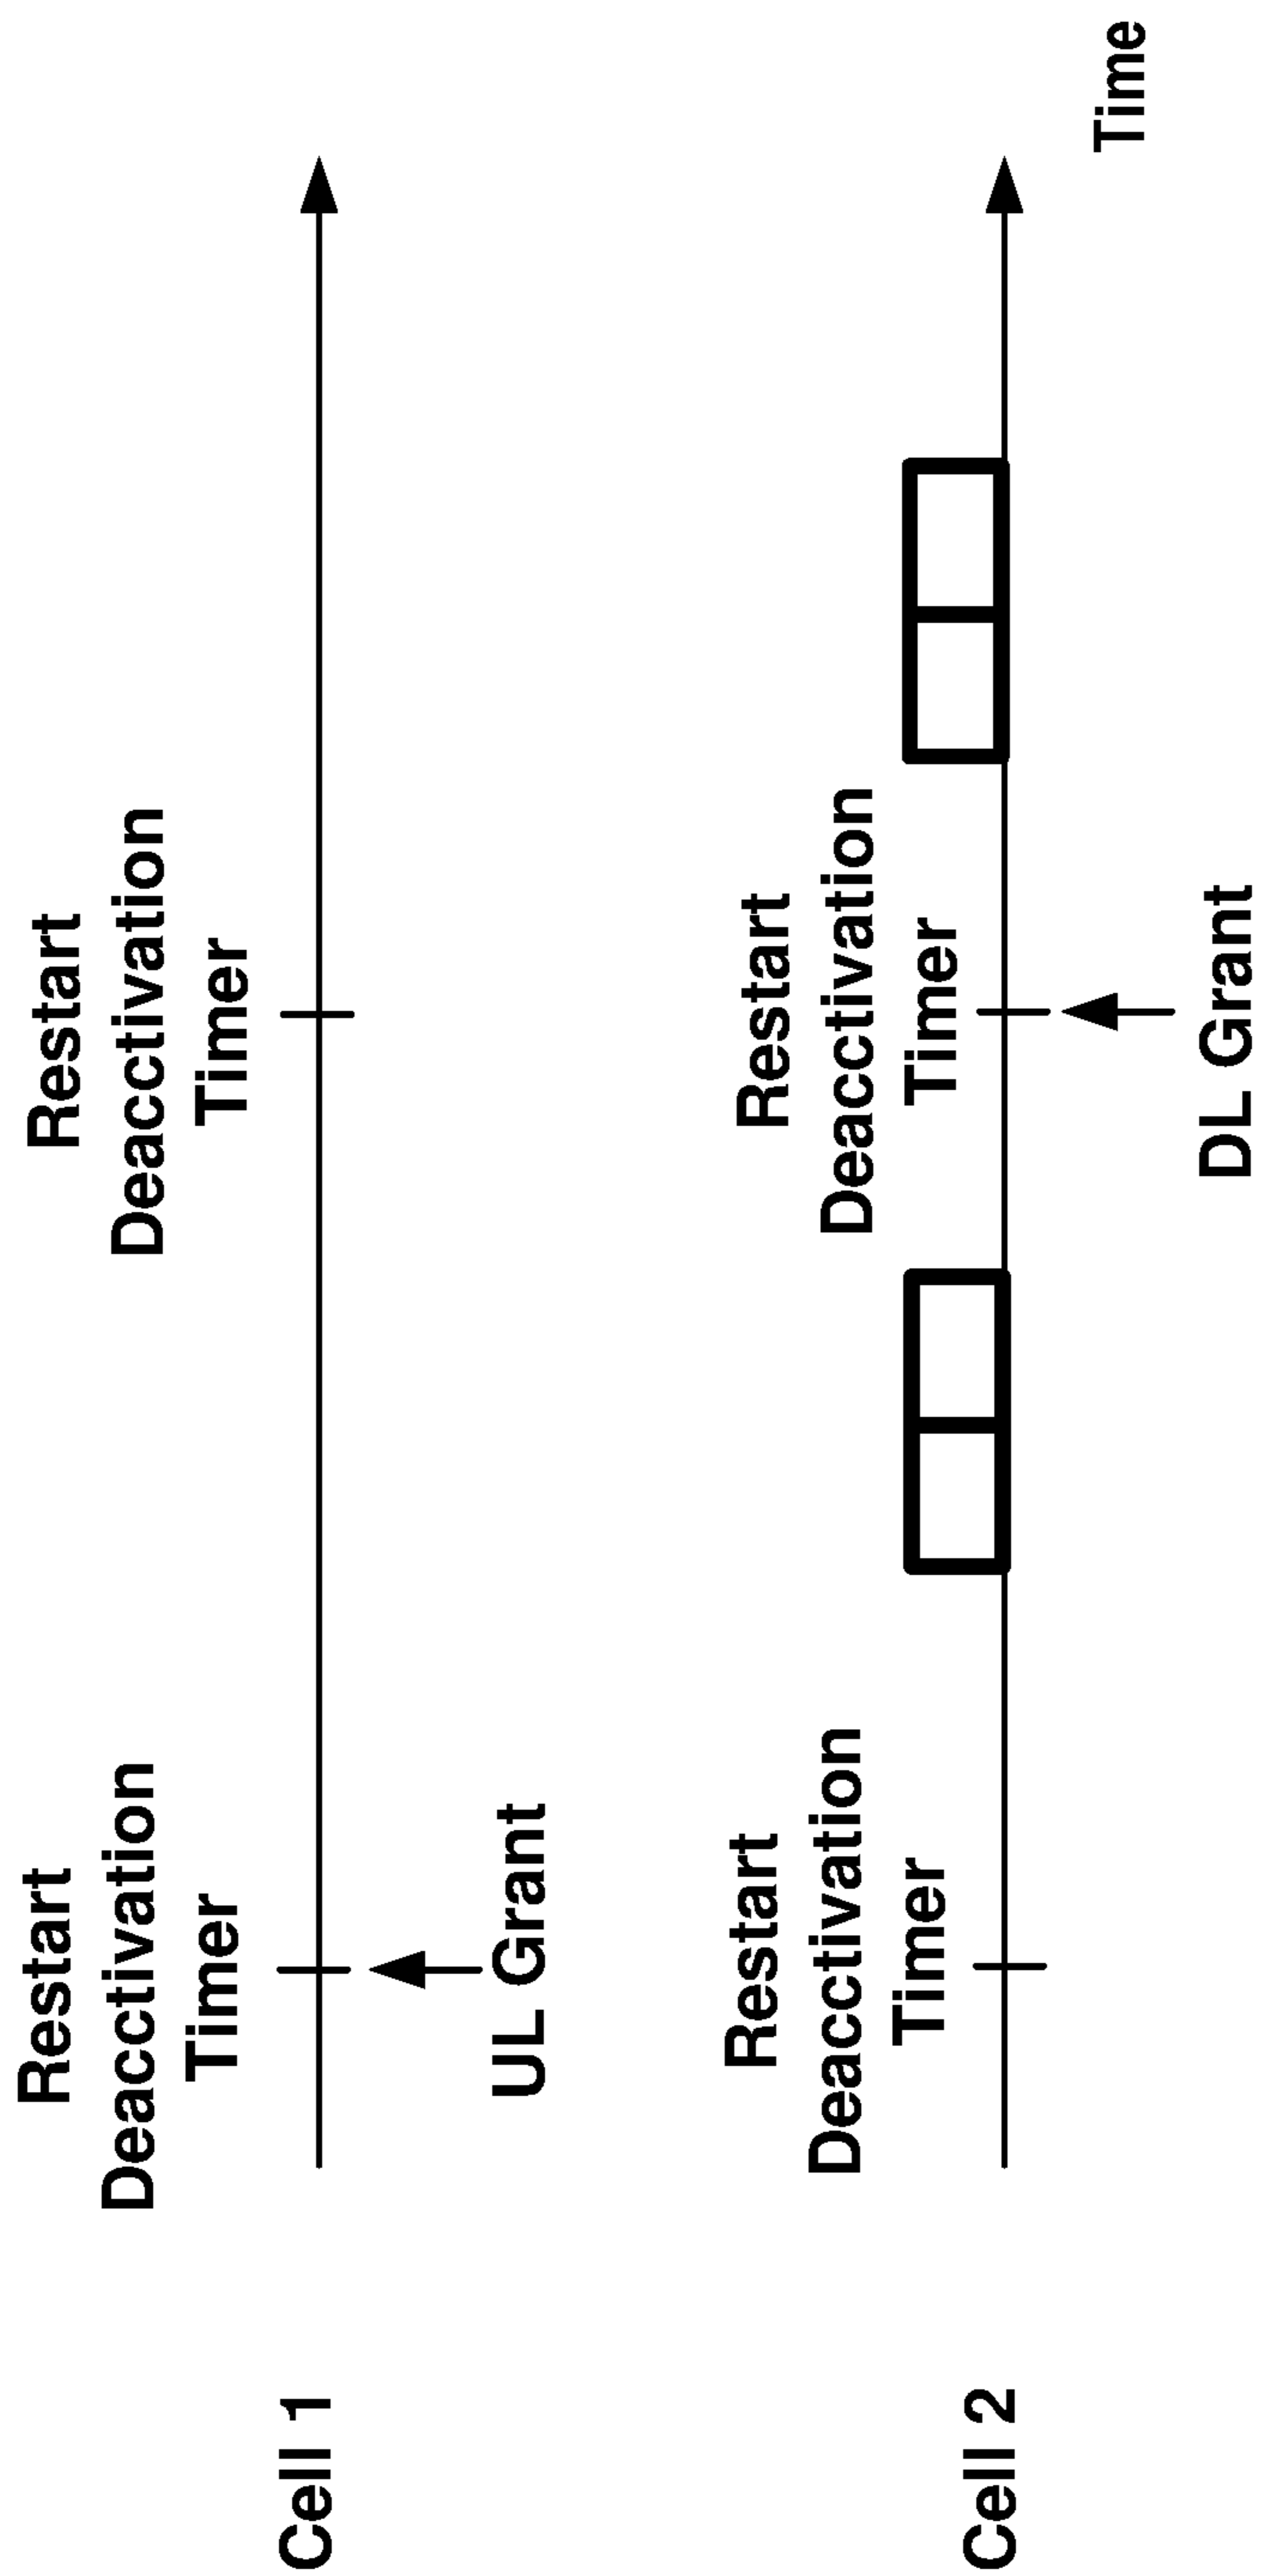 Restart
Deacctivation
Timer
Restart
Deacctivation
Timer
Cell 1
UL Grant
Restart
Deacctivation
Timer
Restart
Deacctivation
Timer
Cell 2
Time
DL Grant